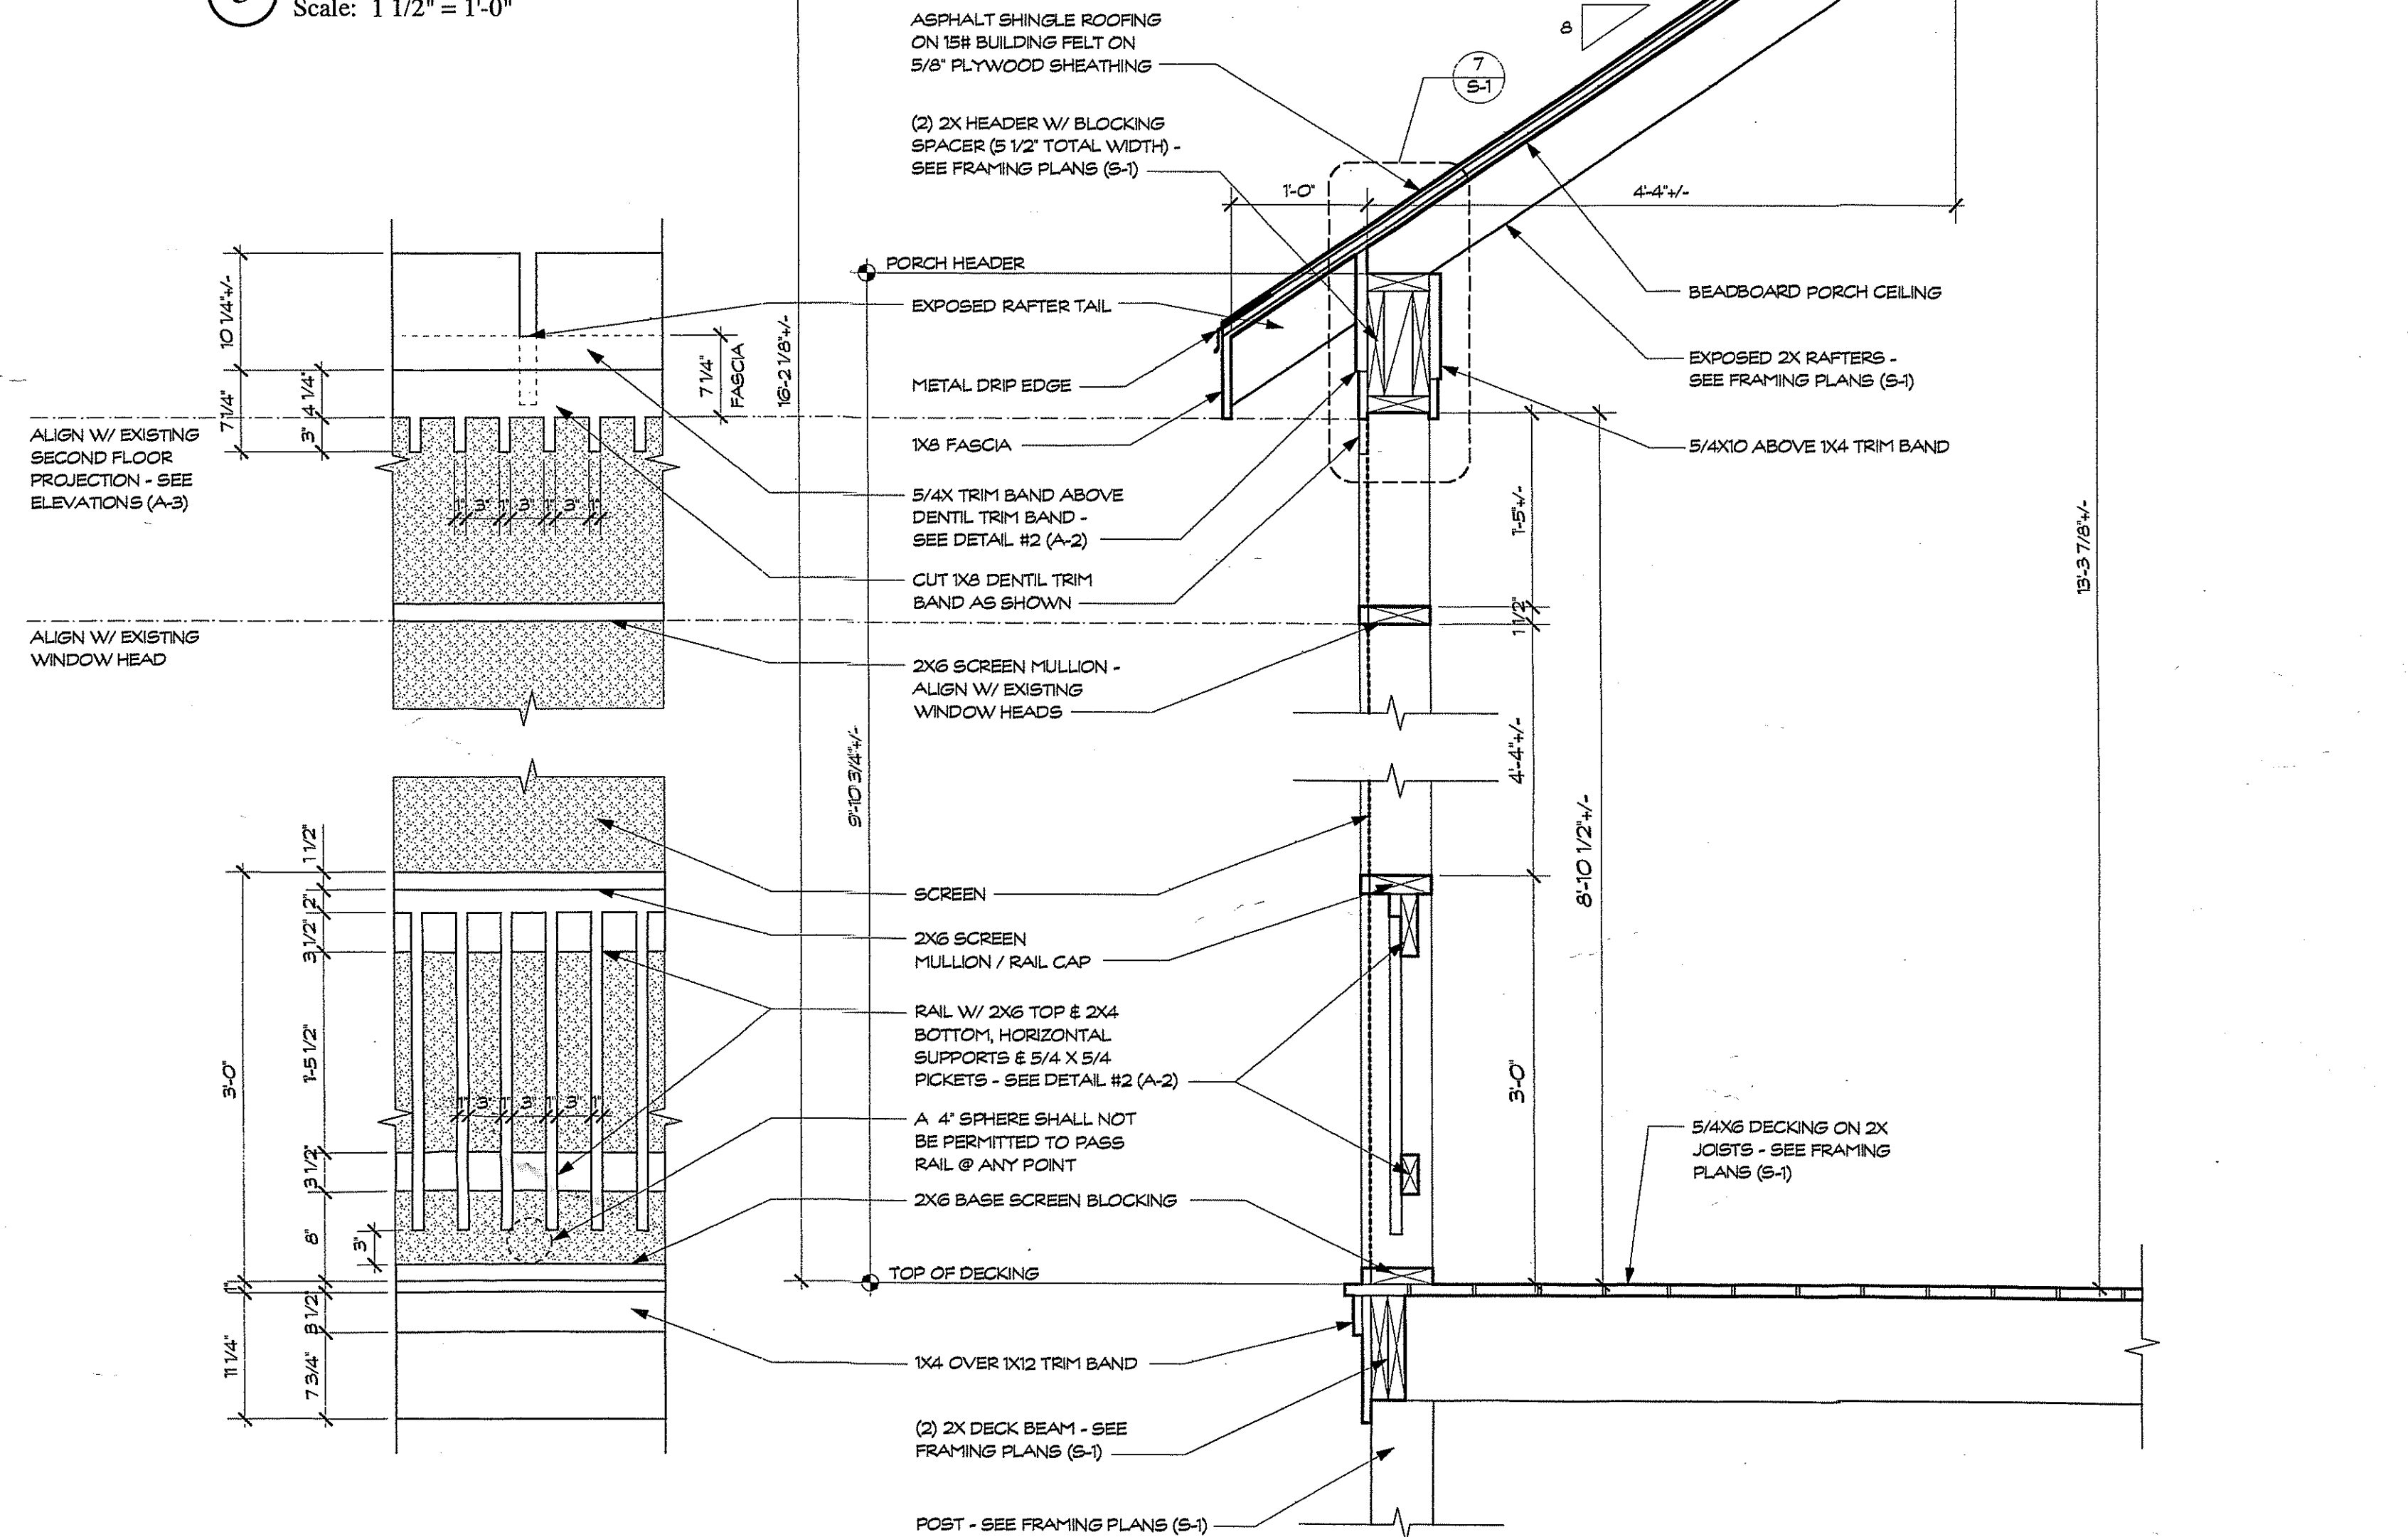 Scale: 1 1/2" = 1'-0"
ASPHALT SHINGLE ROOFING
ON 15# BUILDING FELT ON
5/8" PLYWOOD SHEATHING
8
7
S-1
(2) 2X HEADER W/ BLOCKING
SPACER (5 1/2" TOTAL WIDTH) -
SEE FRAMING PLANS (S-1)
1'-0"
4'-4"+/-
PORCH HEADER
EXPOSED RAFTER TAIL
BEADBOARD PORCH CEILING
10 1/4"+/-
7 1/4"
FASCIA
16'-2 1/8"+/-
METAL DRIP EDGE
EXPOSED 2X RAFTERS -
SEE FRAMING PLANS (S-1)
7 1/4"
4 1/4"
3"
ALIGN W/ EXISTING
SECOND FLOOR
PROJECTION - SEE
ELEVATIONS (A-3)
1X8 FASCIA
5/4X10 ABOVE 1X4 TRIM BAND
1" 3" 1" 3" 1" 3" 1"
5/4X TRIM BAND ABOVE
DENTIL TRIM BAND -
SEE DETAIL #2 (A-2)
1'-5"+/-
13'-3 7/8"+/-
CUT 1X8 DENTIL TRIM
BAND AS SHOWN
1 1/2"
ALIGN W/ EXISTING
WINDOW HEAD
2X6 SCREEN MULLION -
ALIGN W/ EXISTING
WINDOW HEADS
9'-10 3/4"+/-
4'-4"+/-
8'-10 1/2"+/-
1 1/2"
2"
3 1/2"
SCREEN
2X6 SCREEN
MULLION / RAIL CAP
3'-0"
1'-5 1/2"
RAIL W/ 2X6 TOP & 2X4
BOTTOM, HORIZONTAL
SUPPORTS & 5/4 X 5/4
PICKETS - SEE DETAIL #2 (A-2)
3'-0"
1" 3" 1" 3" 1" 3" 1"
A 4" SPHERE SHALL NOT
BE PERMITTED TO PASS
RAIL @ ANY POINT
5/4X6 DECKING ON 2X
JOISTS - SEE FRAMING
PLANS (S-1)
3 1/2"
8"
3"
2X6 BASE SCREEN BLOCKING
TOP OF DECKING
1"
3 1/2"
11 1/4"
7 3/4"
1X4 OVER 1X12 TRIM BAND
(2) 2X DECK BEAM - SEE
FRAMING PLANS (S-1)
POST - SEE FRAMING PLANS (S-1)